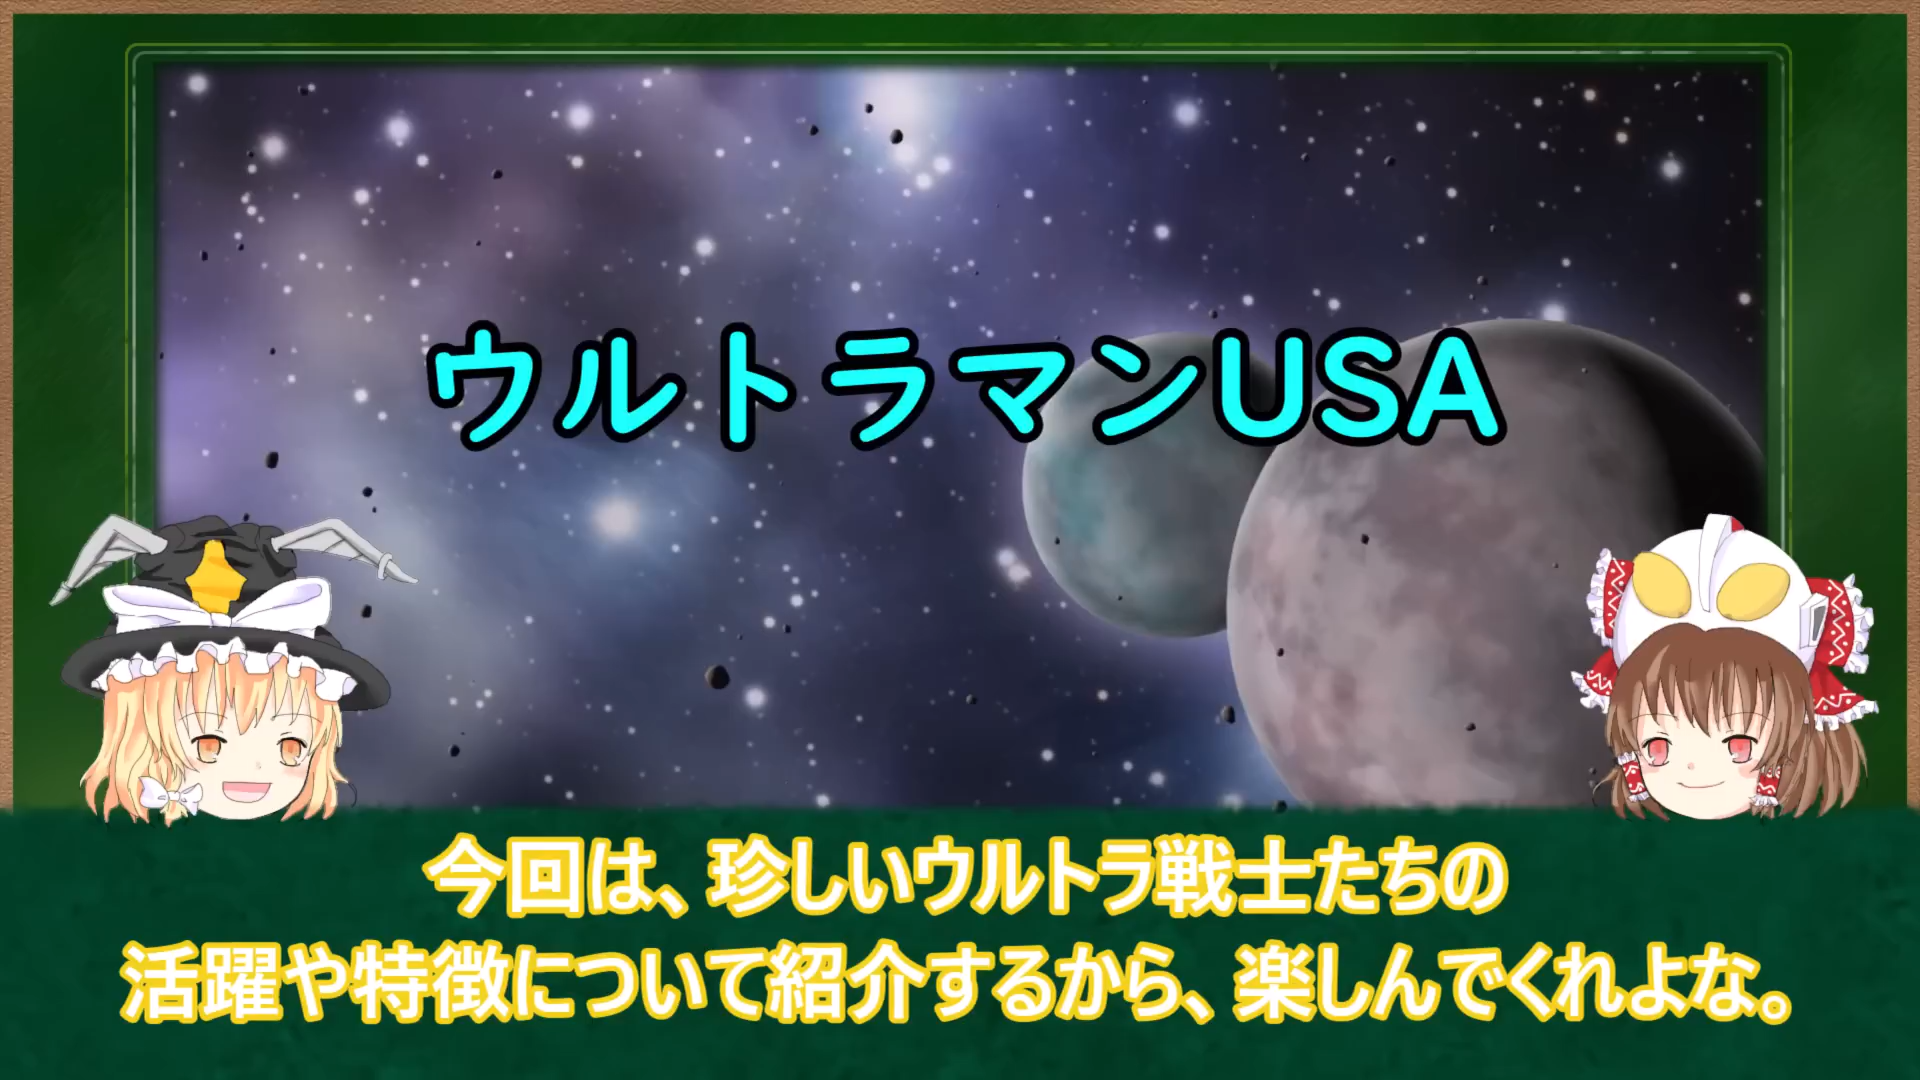 ウルトラマンUSA
今回は、珍しいウルトラ戦士たちの
活躍や特徴について紹介するから、楽しんでくれよな。